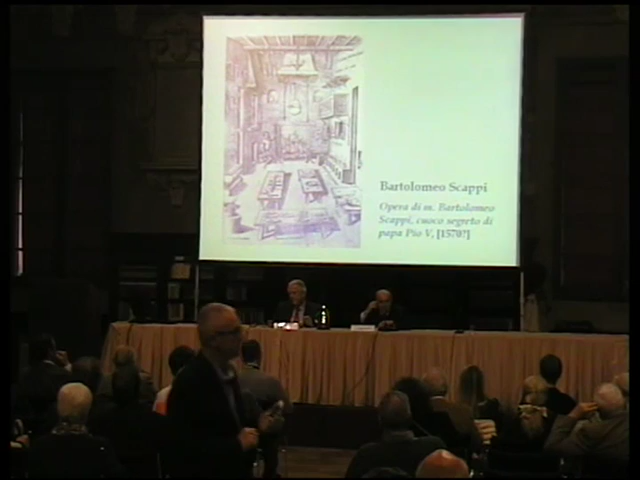 Bartolomeo Scappi
Opera di m. Bartolomeo
Scappi, cuoco segreto di
papa Pio V, [1570?]